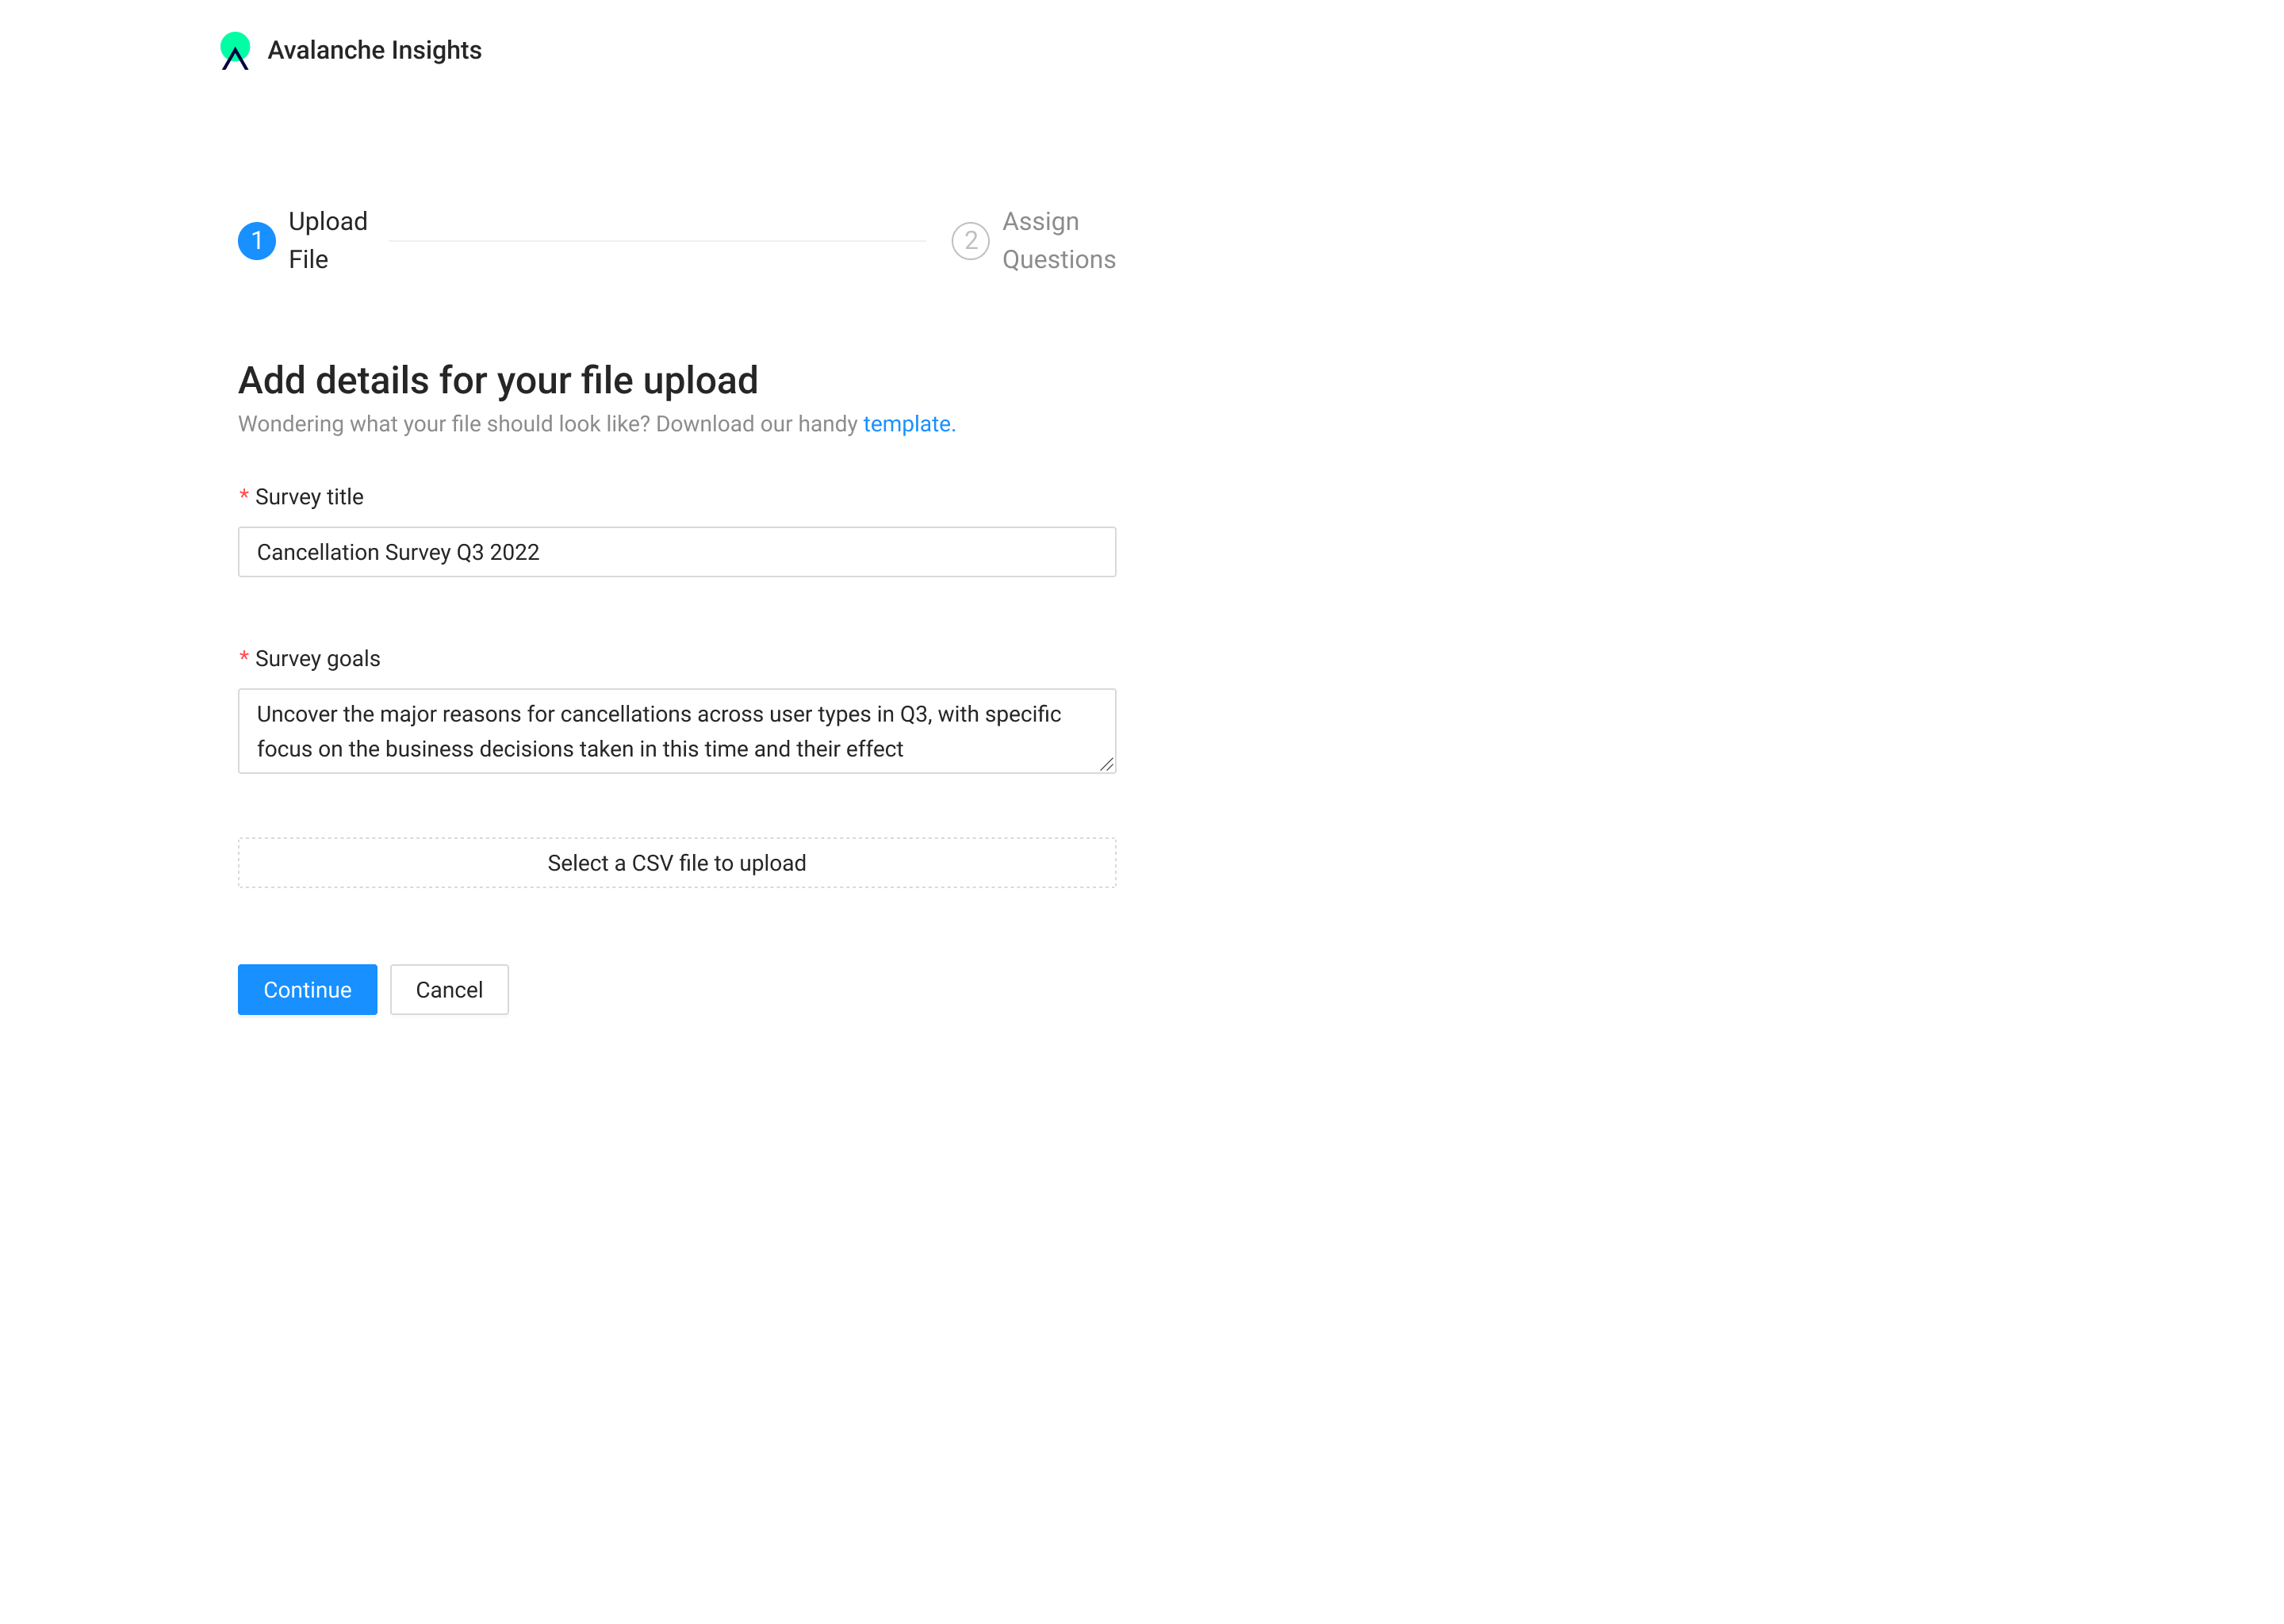 Avalanche Insights
1
Upload
File
2
Assign
Questions
Add details for your file upload
Wondering what your file should look like? Download our handy template.
* Survey title
Cancellation Survey Q3 2022
* Survey goals
Uncover the major reasons for cancellations across user types in Q3, with specific
focus on the business decisions taken in this time and their effect
Select a CSV file to upload
Continue
Cancel